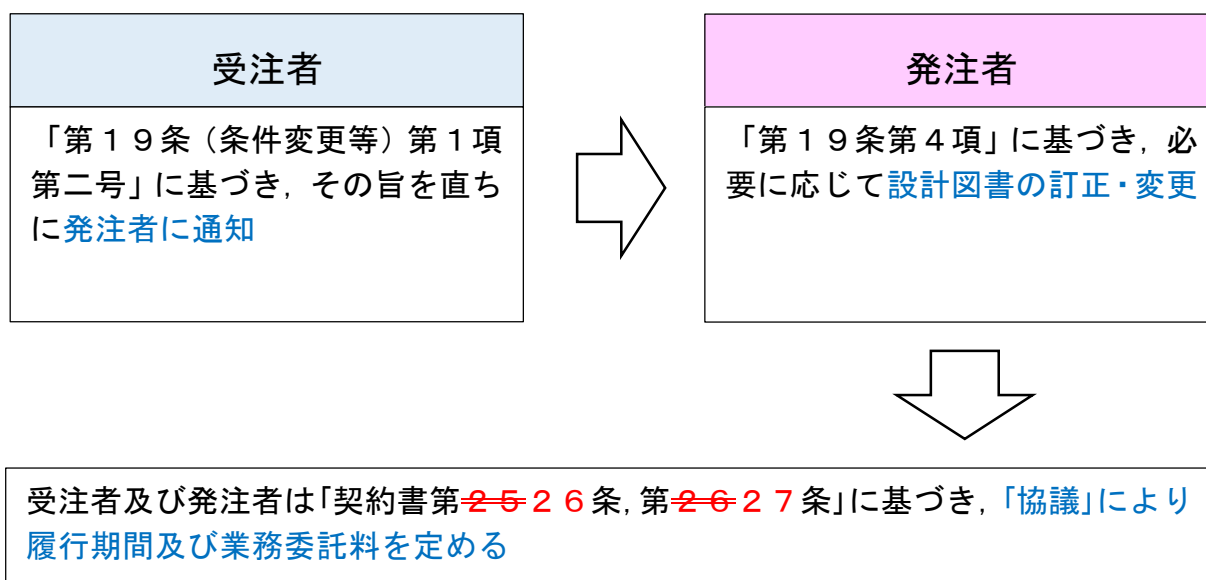 受注者
「第１９条（条件変更等）第１項
第二号」に基づき，その旨を直ち
に発注者に通知
発注者
「第１９条第４項」に基づき，必
要に応じて設計図書の訂正・変更
受注者及び発注者は「契約書第２５２６条，第２６２７条」に基づき，「協議」により
履行期間及び業務委託料を定める